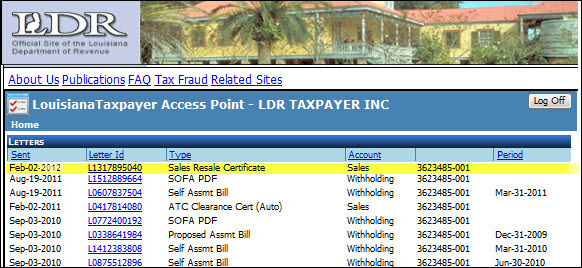 LDR
Official Site of the Louisiana
Department of Revenue
About Us Publications FAQ Tax Fraud Related Sites
LouisianaTaxpayer Access Point - LDR TAXPAYER INC Log Off
Home
LETTERS
Sent Letter Id Type Account Period
Feb-02-2012 L1317895040 Sales Resale Certificate Sales 3623485-001
Aug-19-2011 L1512889664 SOFA PDF Withholding 3623485-001
Aug-19-2011 L0607837504 Self Assmt Bill Withholding 3623485-001 Mar-31-2011
Feb-02-2011 L0417814080 ATC Clearance Cert (Auto) Sales 3623485-001
Sep-03-2010 L0772400192 SOFA PDF Withholding 3623485-001
Sep-03-2010 L0338641984 Proposed Assmt Bill Withholding 3623485-001 Dec-31-2009
Sep-03-2010 L1412383808 Self Assmt Bill Withholding 3623485-001 Mar-31-2010
Sep-03-2010 L0875512896 Self Assmt Bill Withholding 3623485-001 Jun-30-2010